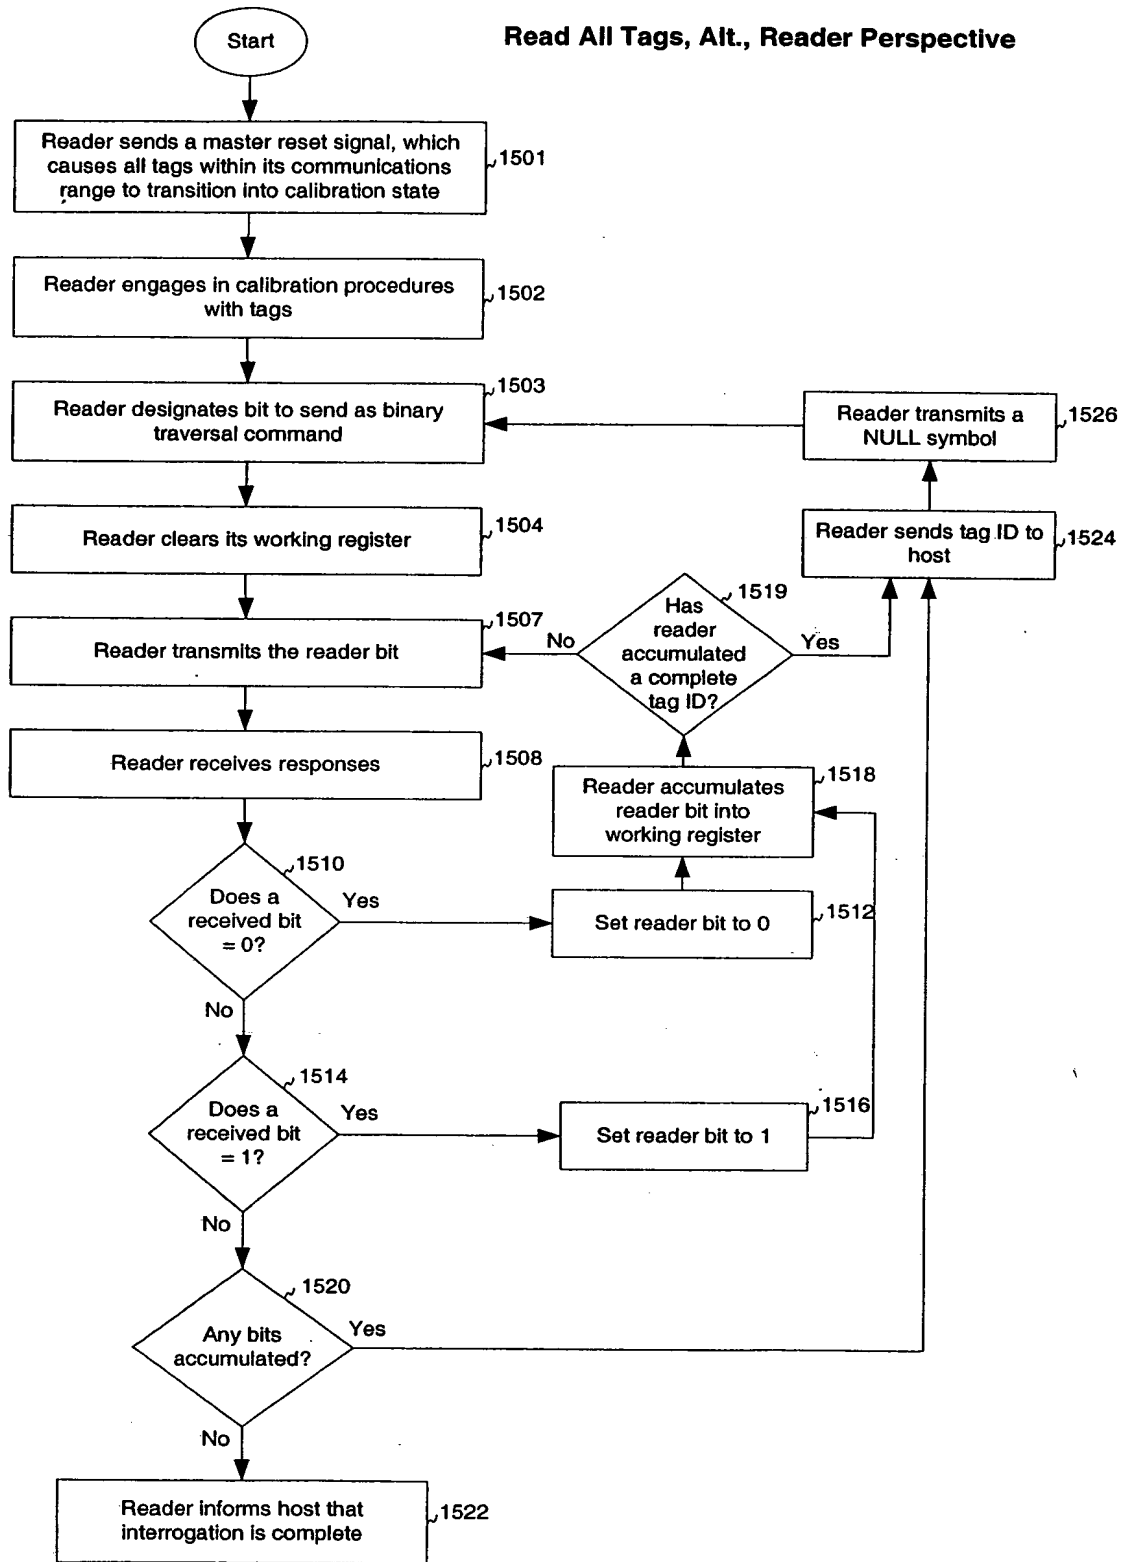 Start
Read All Tags, Alt., Reader Perspective
Reader sends a master reset signal, which
causes all tags within its communications
range to transition into calibration state
1501
Reader engages in calibration procedures
with tags
1502
1503
Reader designates bit to send as binary
traversal command
Reader transmits a
NULL symbol
1526
Reader clears its working register
1504
Reader sends tag ID to
host
1524
1507
Reader transmits the reader bit
1519
Has
reader
accumulated
a complete
tag ID?
No
Yes
Reader receives responses
1508
Reader accumulates
reader bit into
working register
1518
1510
Does a
received bit
= 0?
Yes
No
Set reader bit to 0
1512
1514
Does a
received bit
= 1?
Yes
No
Set reader bit to 1
1516
1520
Any bits
accumulated?
Yes
No
Reader informs host that
interrogation is complete
1522